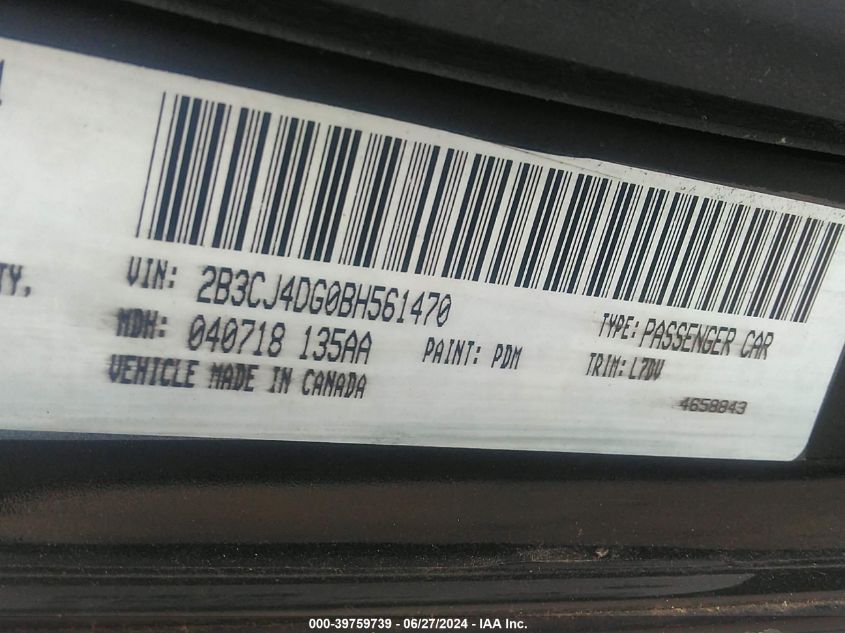 1
TY,
VIN: 2B3CJ4DG0BH561470
MDH: 040718 135AA
PAINT: PDM
TYPE: PASSENGER CAR
VEHICLE MADE IN CANADA
TRIM: L7DV
4658843
000-39759739 - 06/27/2024 - IAA Inc.